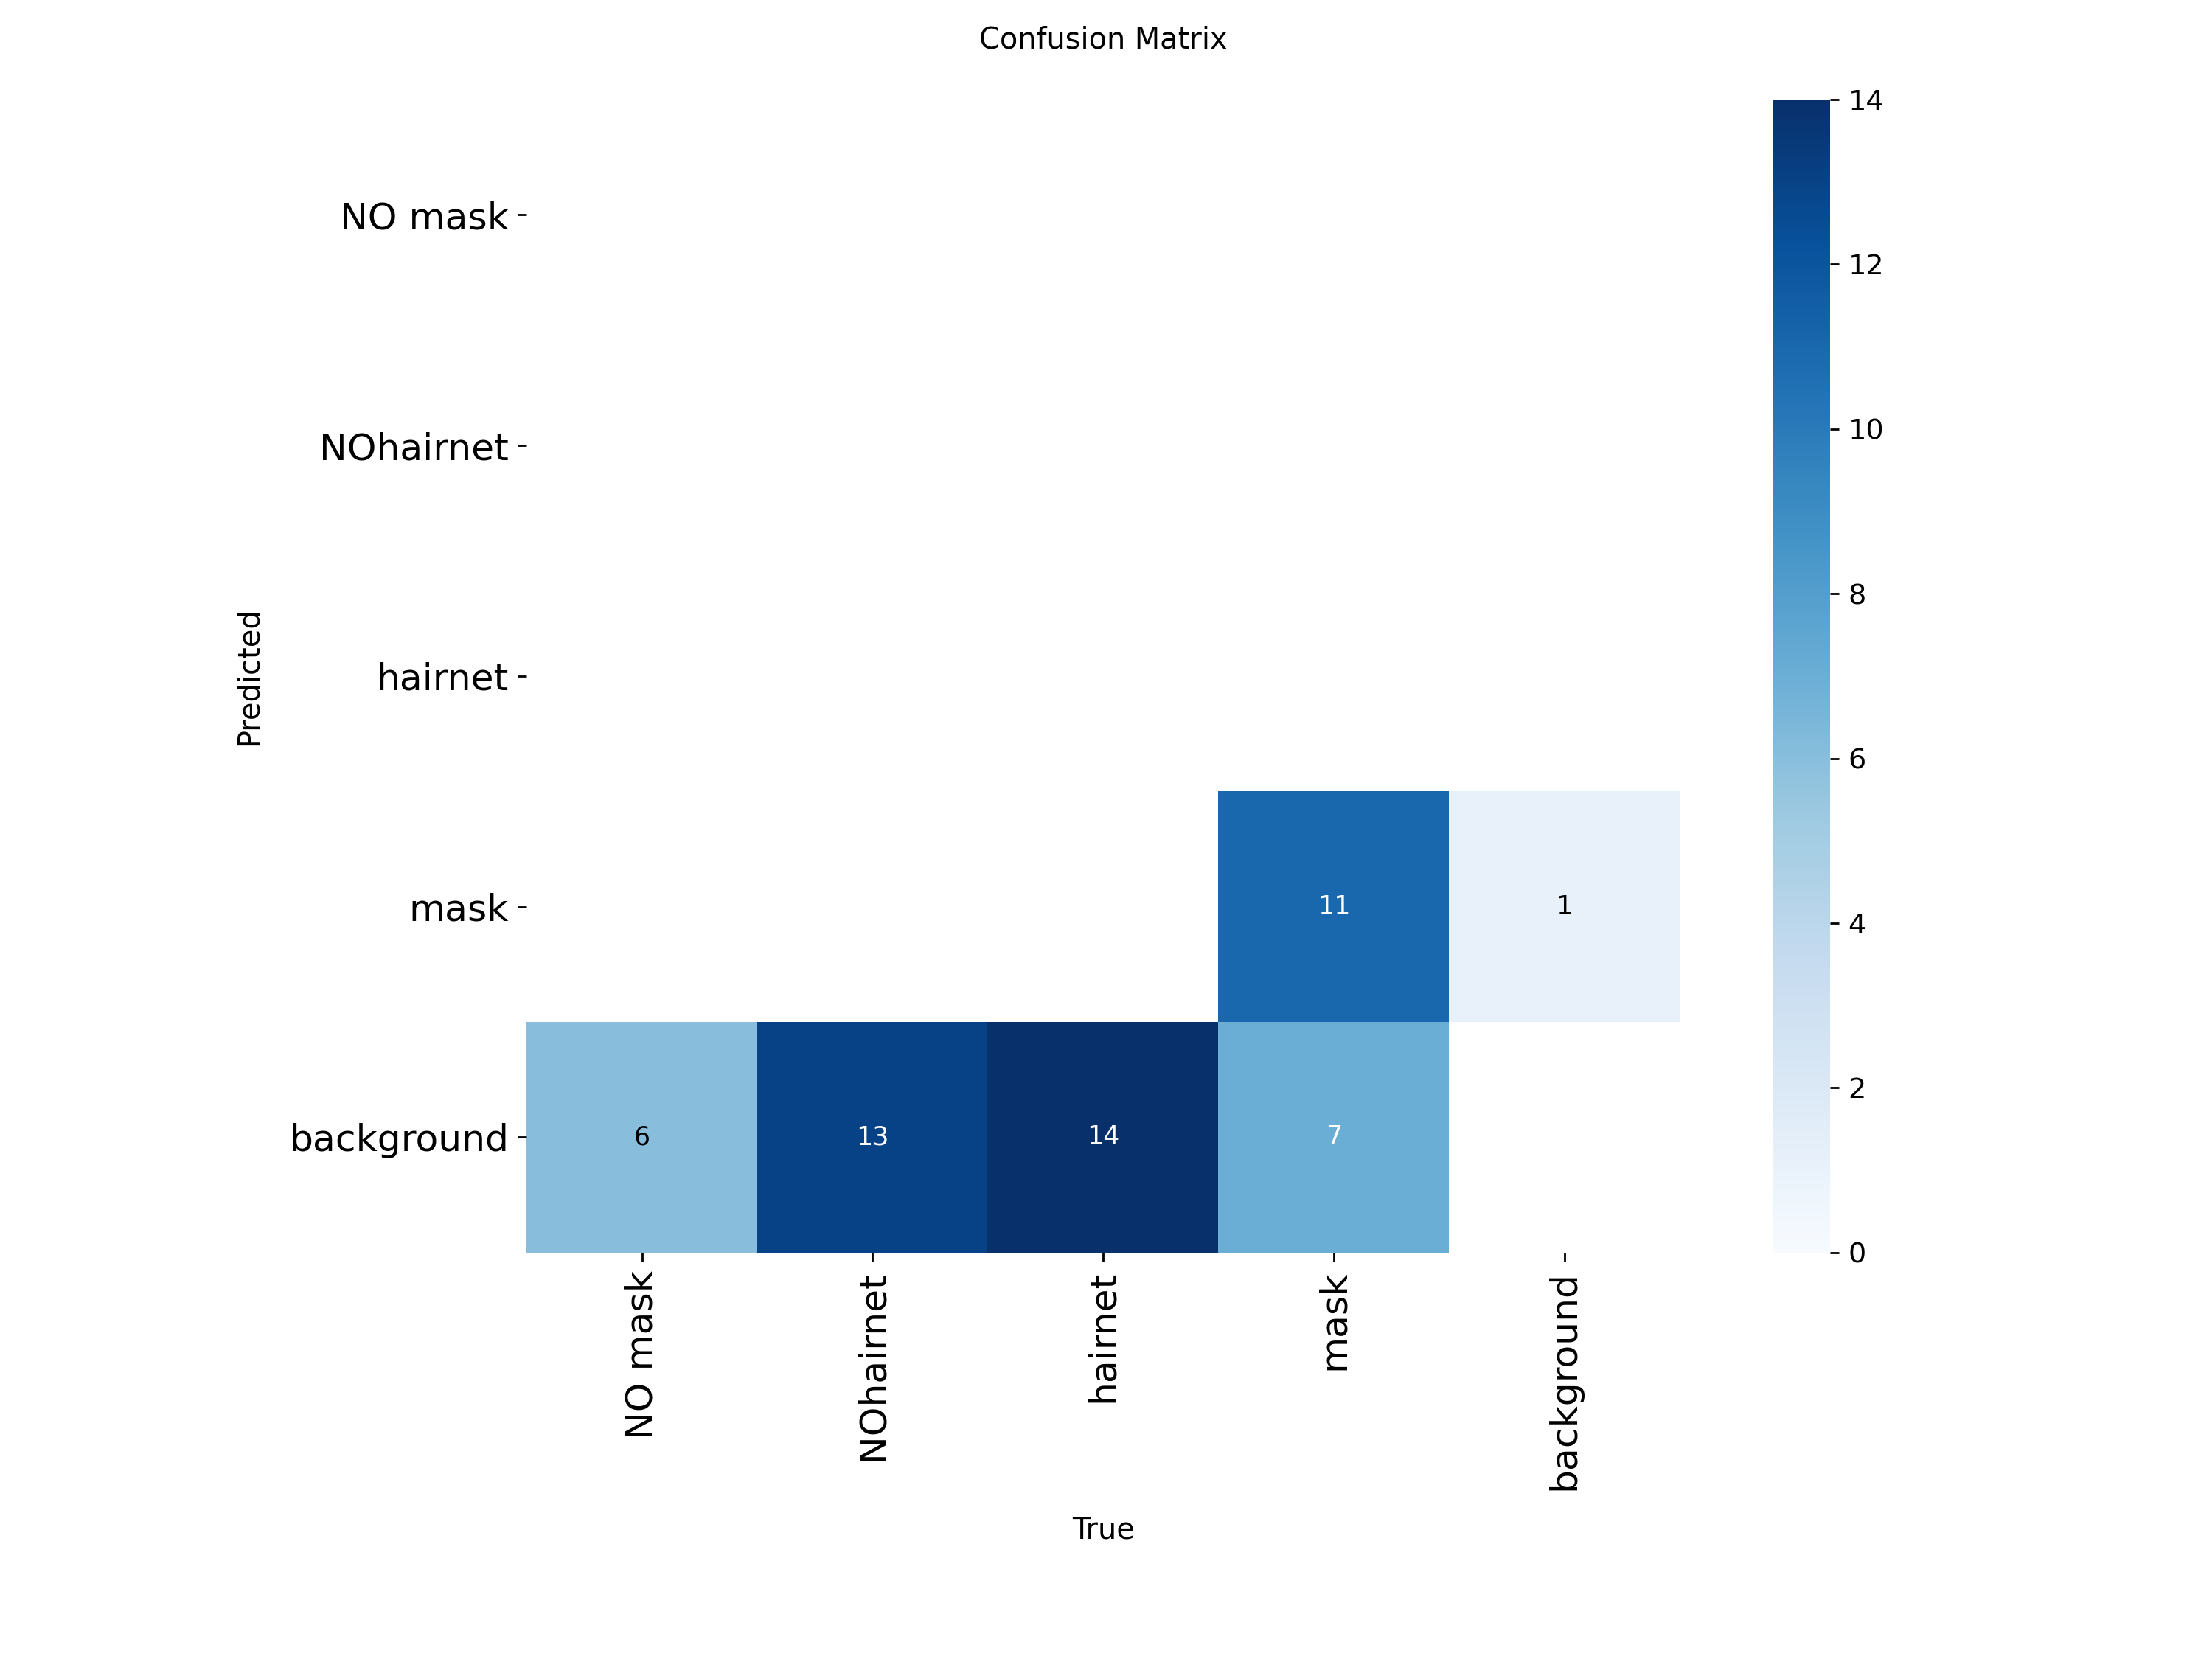 Confusion Matrix
NO mask
NOhairnet
hairnet
mask
background
Predicted
11
1
6
13
14
7
NO mask
NOhairnet
hairnet
mask
background
True
14
12
10
8
6
4
2
0